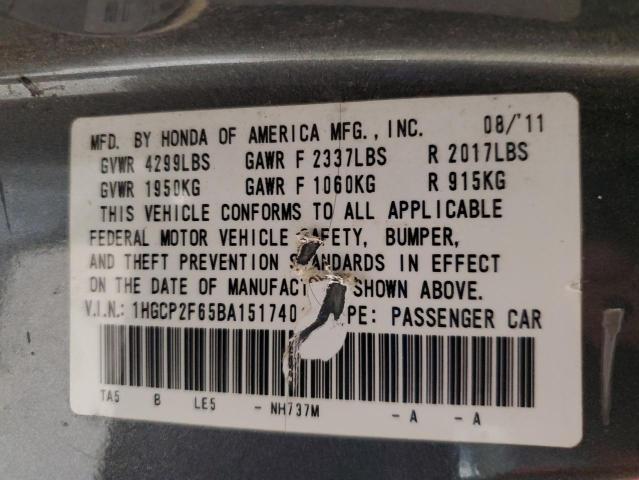 MFD. BY HONDA OF AMERICA MFG., INC. 08/'11
GVWR 4299LBS GAWR F 2337LBS R 2017LBS
GVWR 1950KG GAWR F 1060KG R 915KG
THIS VEHICLE CONFORMS TO ALL APPLICABLE
FEDERAL MOTOR VEHICLE SAFETY, BUMPER,
AND THEFT PREVENTION STANDARDS IN EFFECT
ON THE DATE OF MANUFACT SHOWN ABOVE.
V.I.N.: 1HGCP2F65BA151740 PE: PASSENGER CAR
TA5 B LE5 - NH737M - A - A